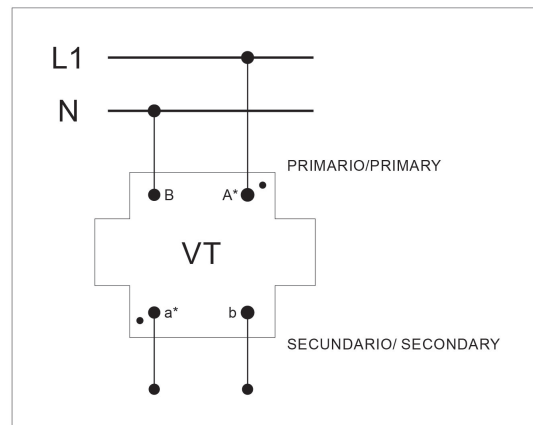 L1
N
PRIMARIO/PRIMARY
B A*
VT
a* b
SECUNDARIO/ SECONDARY